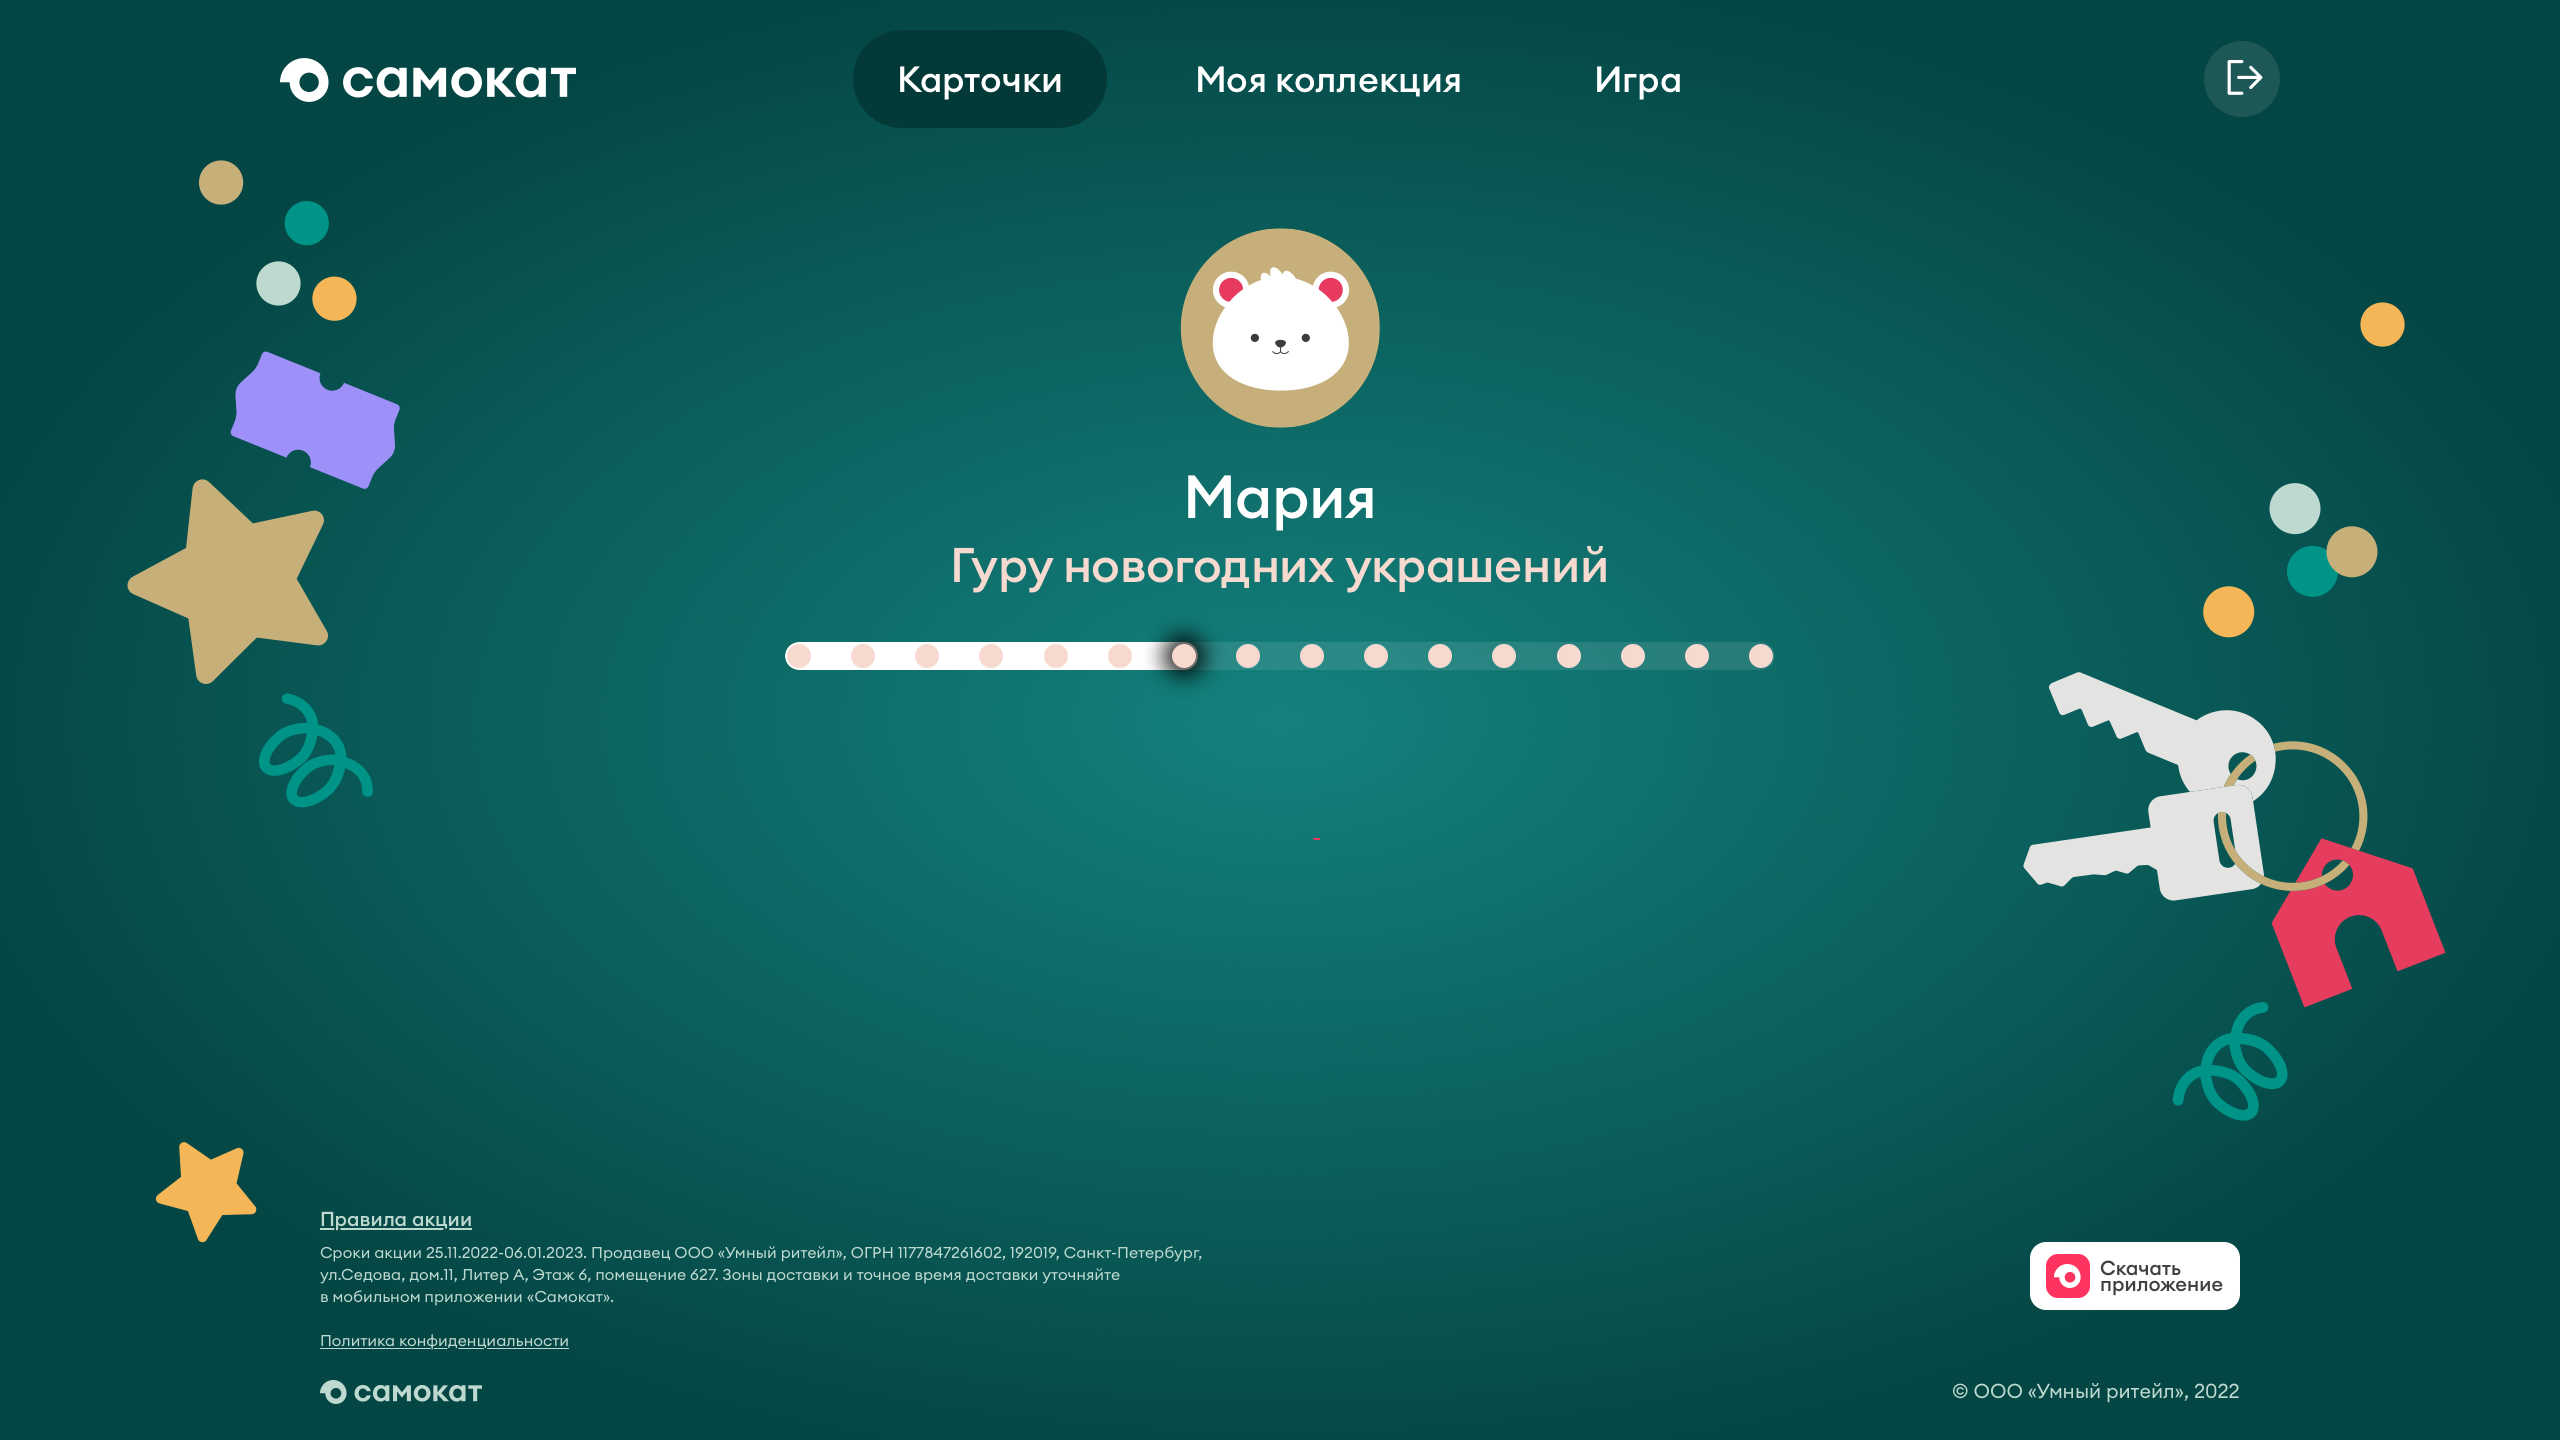 самокат
Карточки
Моя коллекция
Игра
Мария
Гуру новогодних украшений
Правила акции
Сроки акции 25.11.2022-06.01.2023. Продавец ООО «Умный ритейл», ОГРН 1177847261602, 192019, Санкт-Петербург,
ул.Седова, дом.11, Литер А, Этаж 6, помещение 627. Зоны доставки и точное время доставки уточняйте
в мобильном приложении «Самокат».
Скачать
приложение
Политика конфиденциальности
самокат
© ООО «Умный ритейл», 2022